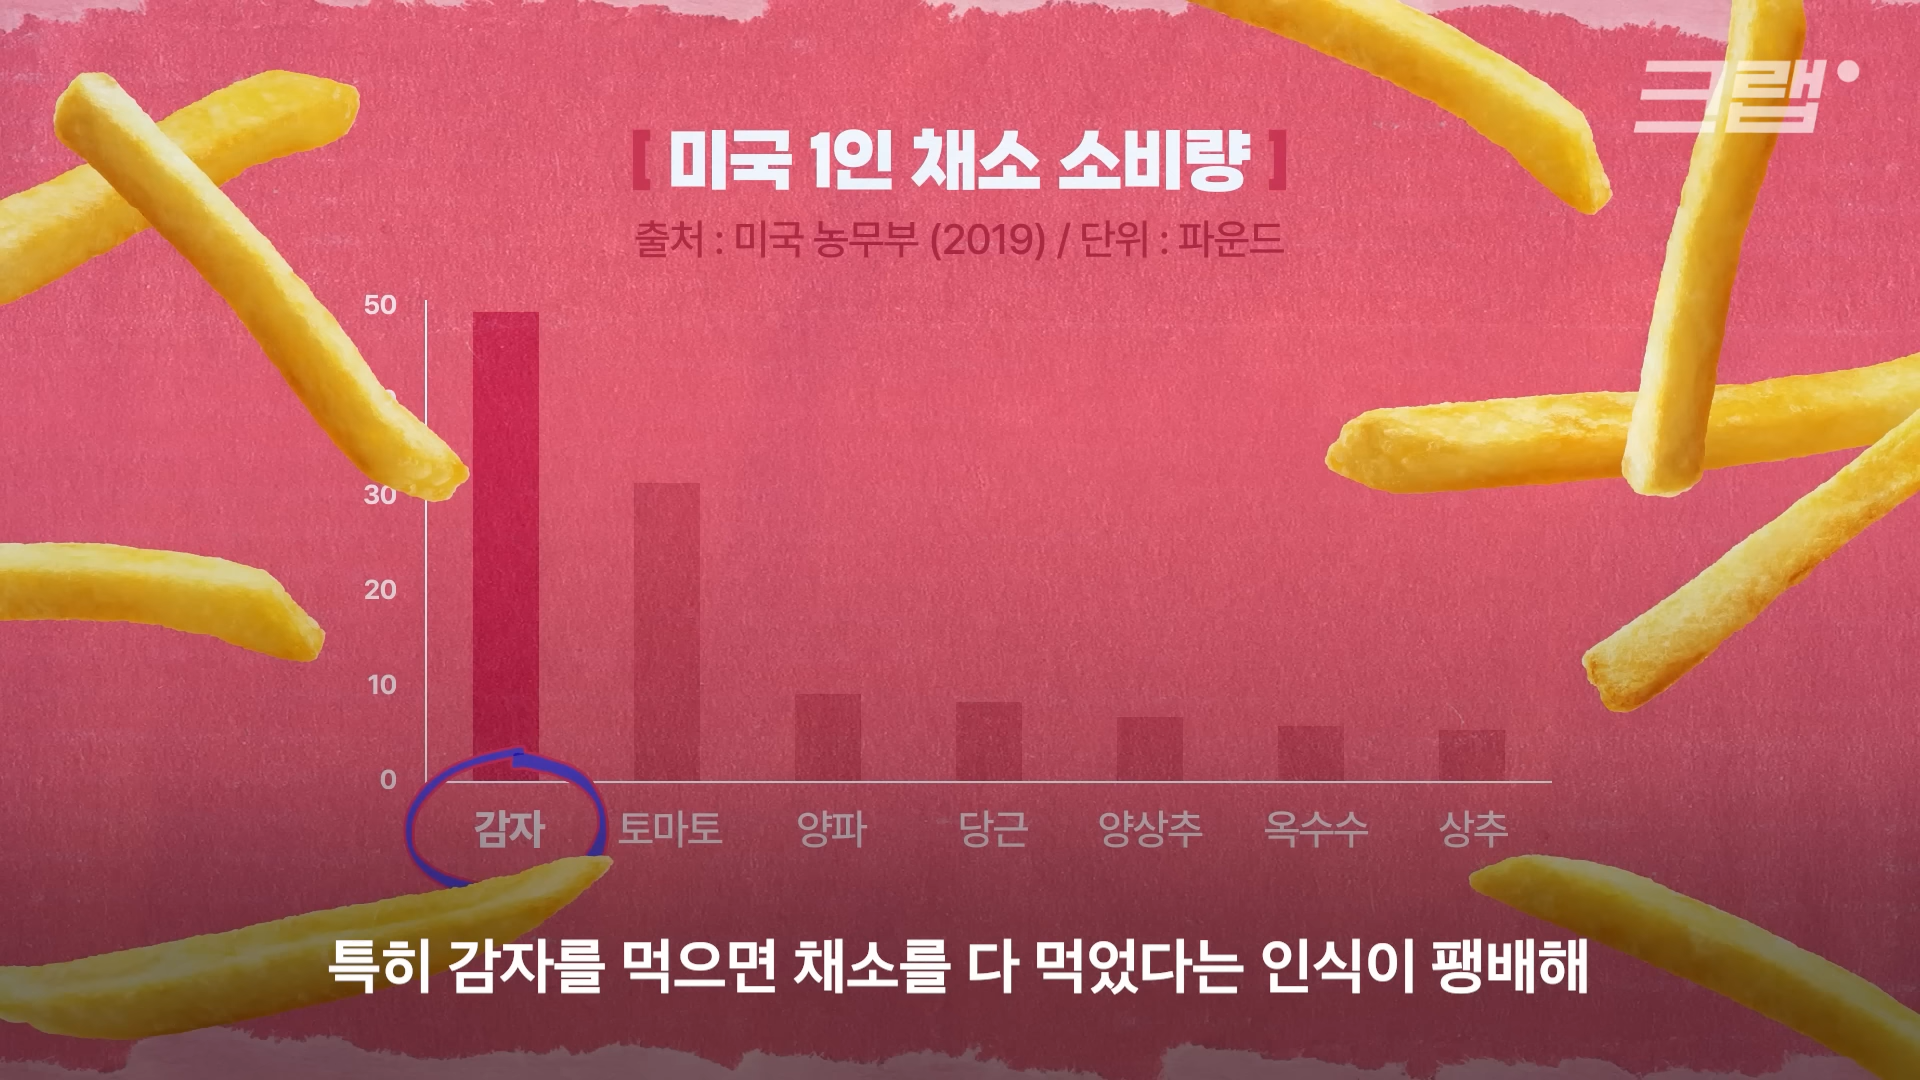 크랩
[ 미국 1인 채소 소비량 ]
출처 : 미국 농무부 (2019) / 단위 : 파운드
50
30
20
10
0
감자 토마토 양파 당근 양상추 옥수수 상추
특히 감자를 먹으면 채소를 다 먹었다는 인식이 팽배해